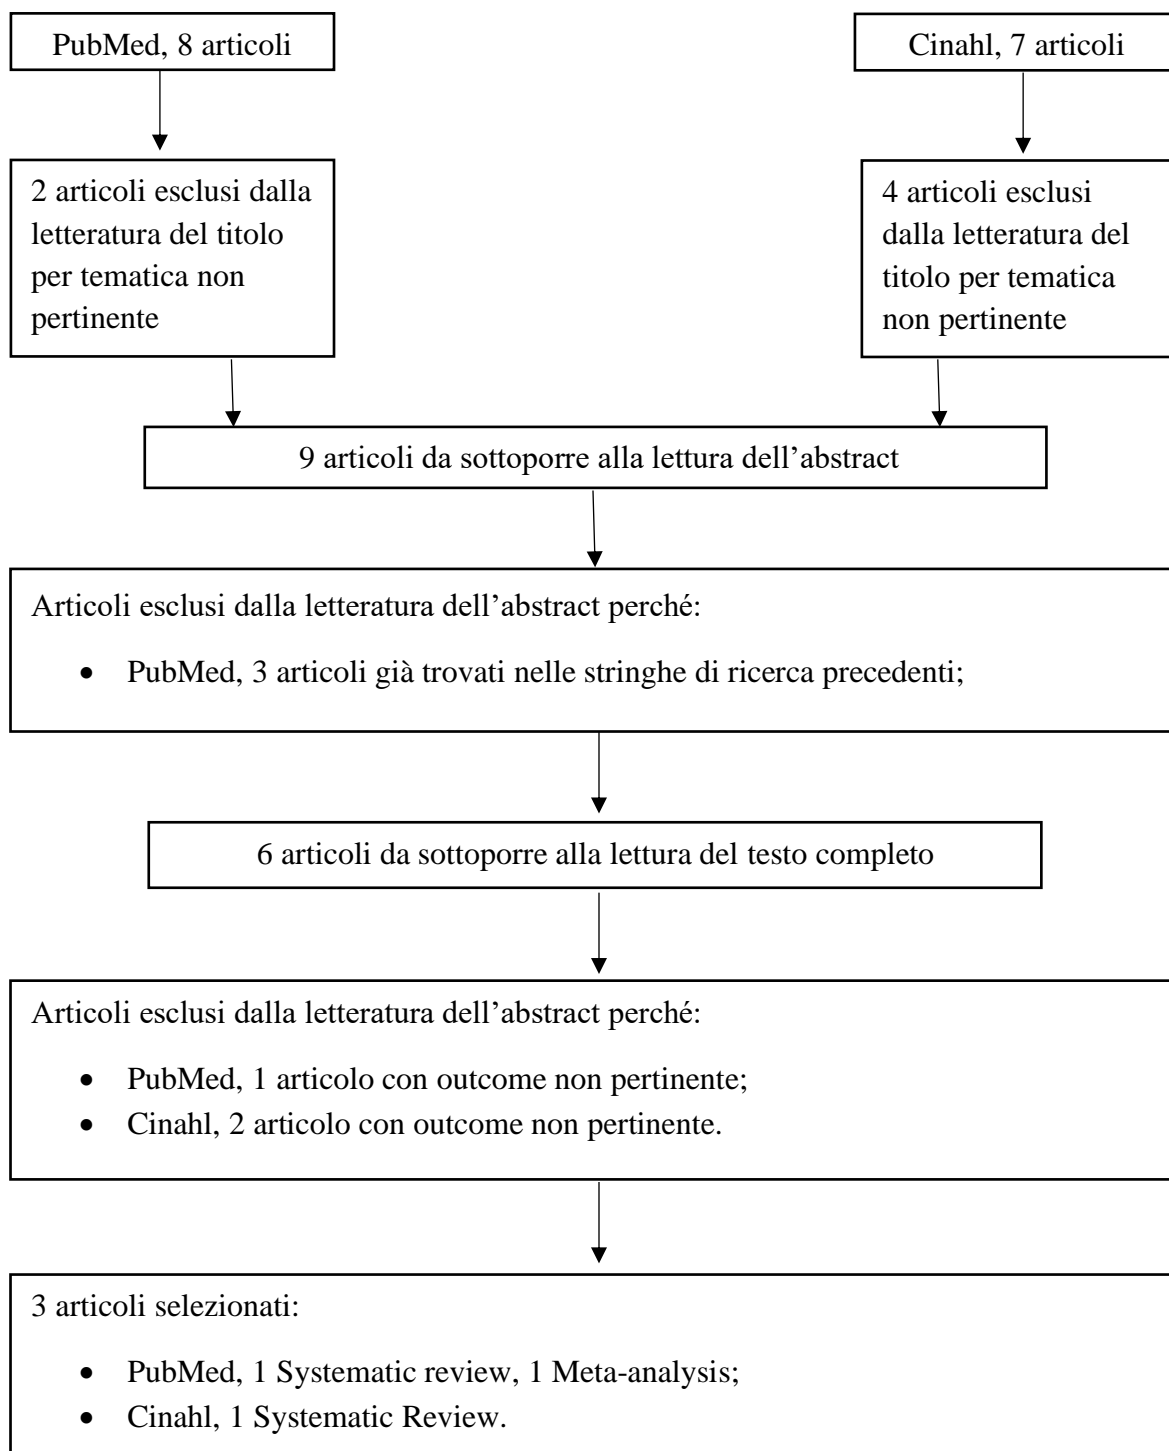 PubMed, 8 articoli
Cinahl, 7 articoli
2 articoli esclusi dalla
letteratura del titolo
per tematica non
pertinente
4 articoli esclusi
dalla letteratura del
titolo per tematica
non pertinente
9 articoli da sottoporre alla lettura dell’abstract
Articoli esclusi dalla letteratura dell’abstract perché:
• PubMed, 3 articoli già trovati nelle stringhe di ricerca precedenti;
6 articoli da sottoporre alla lettura del testo completo
Articoli esclusi dalla letteratura dell’abstract perché:
• PubMed, 1 articolo con outcome non pertinente;
• Cinahl, 2 articolo con outcome non pertinente.
3 articoli selezionati:
• PubMed, 1 Systematic review, 1 Meta-analysis;
• Cinahl, 1 Systematic Review.